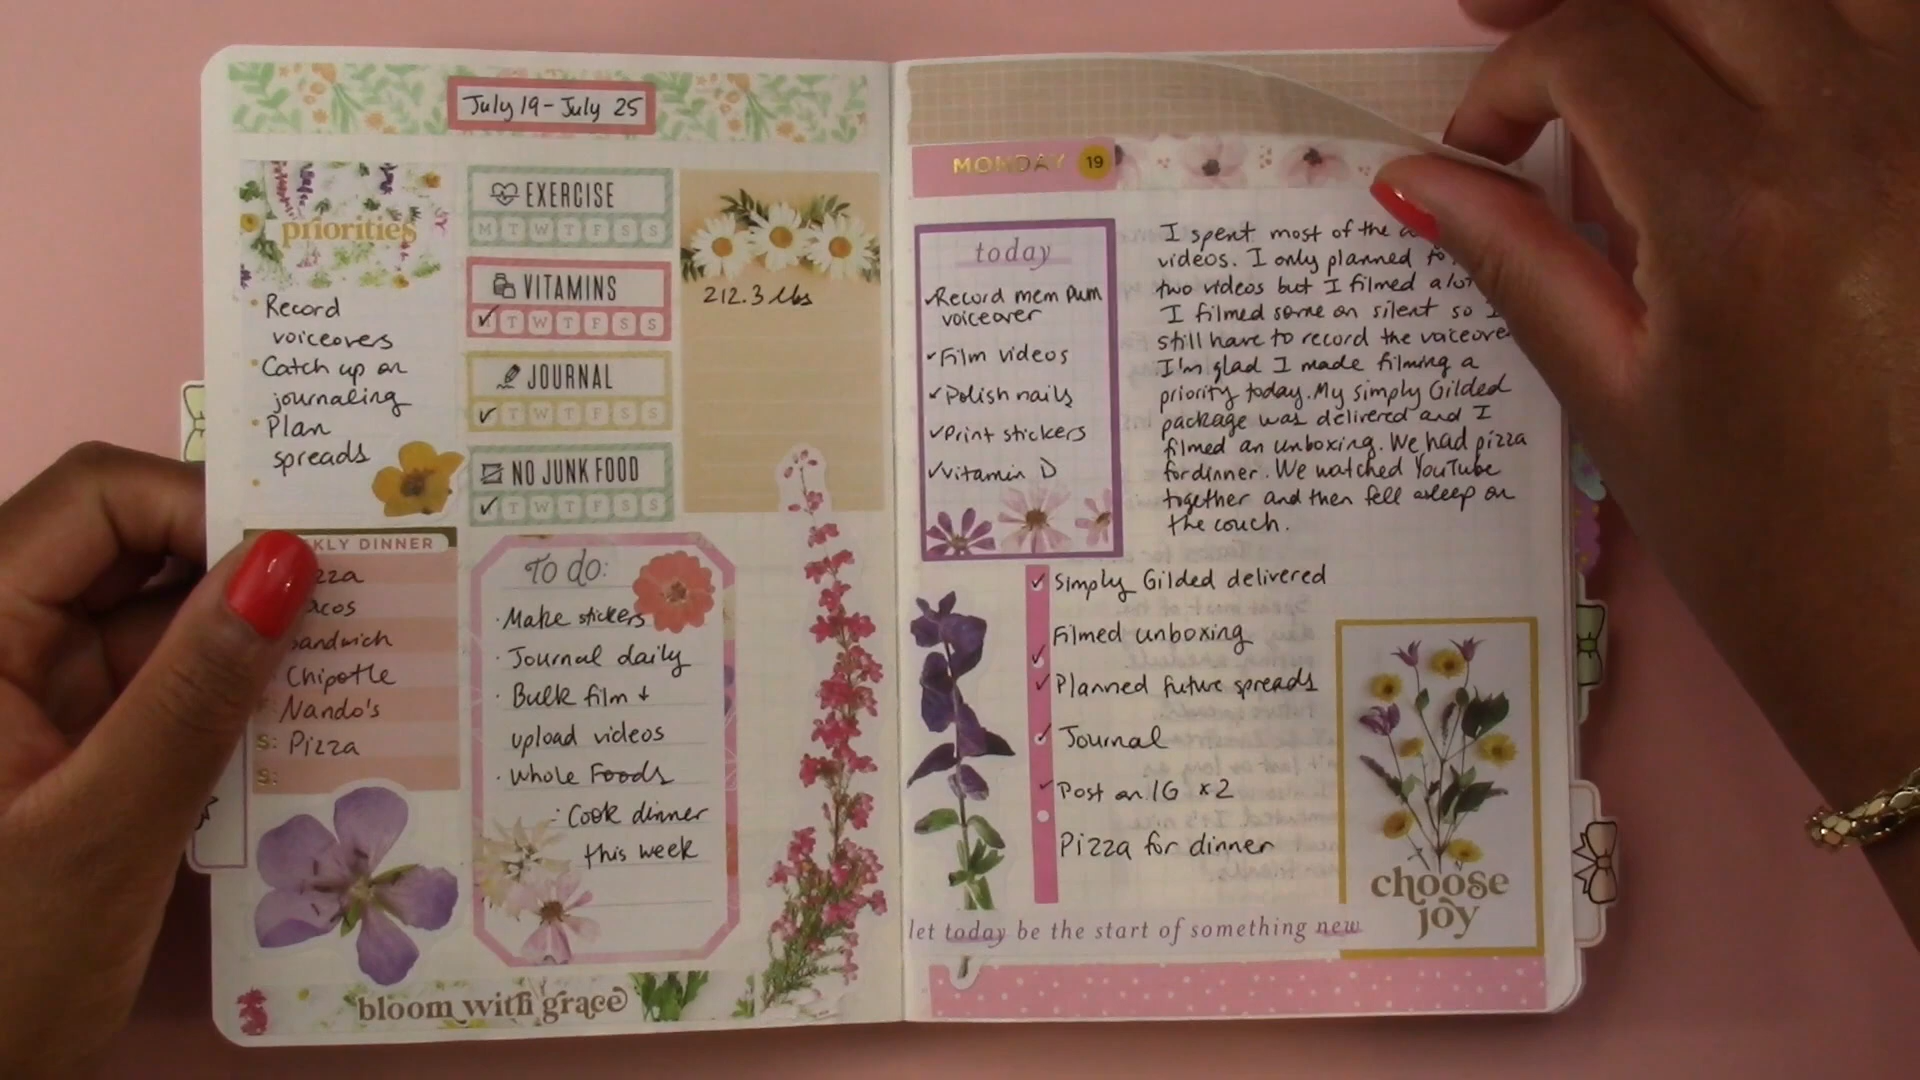 July 19 - July 25
priorities
Record
voiceovers
Catch up on
journaling
Plan
spreads
EXERCISE
M T W T F S S
VITAMINS
✓ T W T F S S
JOURNAL
✓ T W T F S S
NO JUNK FOOD
✓ T W T F S S
212.3 lbs
DINNER
Sandwich
Chipotle
Nando's
S: Pizza
S:
To do:
· Make stickers
· Journal daily
· Bulk film +
upload videos
· Whole Foods
: Cook dinner
this week
bloom with grace
MONDAY 19
today
✓Record mem Dum
voiceover
✓Film videos
✓Polish nails
✓Print stickers
✓Vitamin D
I spent most of the
videos. I only planned to
two videos but I filmed a lot
I filmed some on silent so I
still have to record the voiceover
I'm glad I made filming a
priority today. My Simply Gilded
package was delivered and I
filmed an unboxing. We had pizza
for dinner. We watched YouTube
together and then fell asleep on
the couch.
✓ Simply Gilded delivered
✓ Filmed unboxing
✓ Planned future spreads
✓ Journal
✓ Post on IG x2
Pizza for dinner
choose
joy
let today be the start of something new